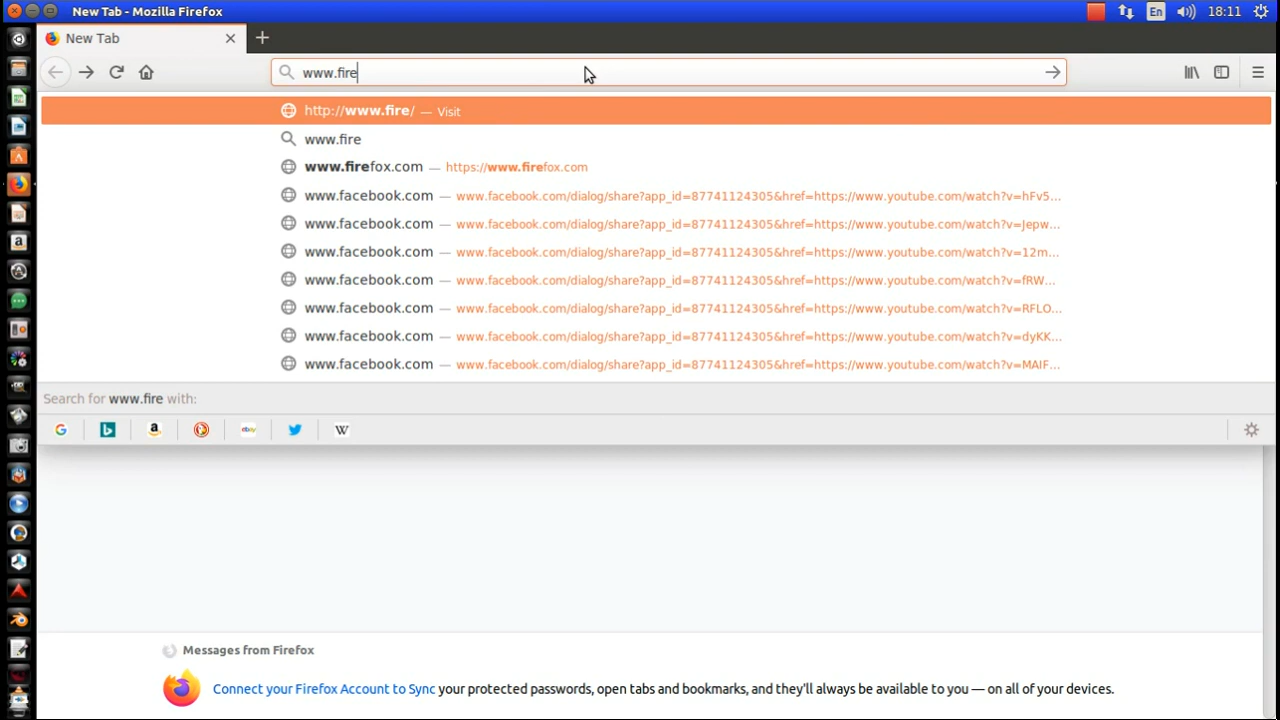 New Tab - Mozilla Firefox
En
18:11
New Tab
www.fire
http://www.fire/ — Visit
www.fire
www.firefox.com — https://www.firefox.com
www.facebook.com — www.facebook.com/dialog/share?app_id=87741124305&href=https://www.youtube.com/watch?v=hFv5...
www.facebook.com — www.facebook.com/dialog/share?app_id=87741124305&href=https://www.youtube.com/watch?v=Jepw...
www.facebook.com — www.facebook.com/dialog/share?app_id=87741124305&href=https://www.youtube.com/watch?v=12m...
www.facebook.com — www.facebook.com/dialog/share?app_id=87741124305&href=https://www.youtube.com/watch?v=fRW...
www.facebook.com — www.facebook.com/dialog/share?app_id=87741124305&href=https://www.youtube.com/watch?v=RFLO...
www.facebook.com — www.facebook.com/dialog/share?app_id=87741124305&href=https://www.youtube.com/watch?v=dyKK...
www.facebook.com — www.facebook.com/dialog/share?app_id=87741124305&href=https://www.youtube.com/watch?v=MAIF...
Search for www.fire with:
Messages from Firefox
Connect your Firefox Account to Sync your protected passwords, open tabs and bookmarks, and they'll always be available to you — on all of your devices.